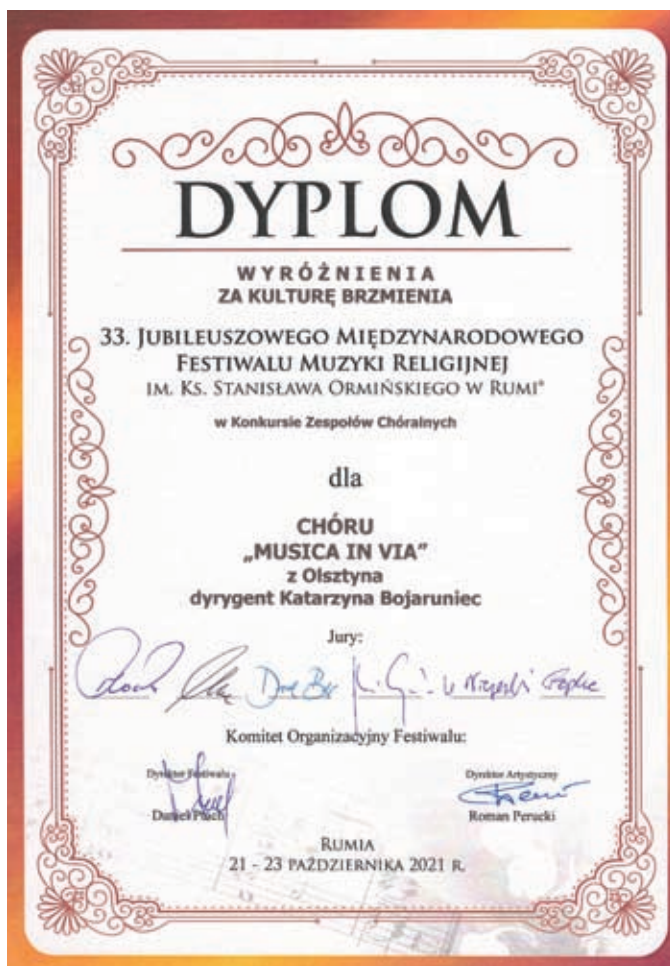 DYPLOM
WYRÓŻNIENIA
ZA KULTURĘ BRZMIENIA
33. JUBILEUSZOWEGO MIĘDZYNARODOWEGO
FESTIWALU MUZYKI RELIGIJNEJ
IM. KS. STANISŁAWA ORMIŃSKIEGO W RUMI
w Konkursie Zespołów Chóralnych
dla
CHÓRU
„MUSICA IN VIA”
z Olsztyna
dyrygent Katarzyna Bojaruniec
Jury:
Komitet Organizacyjny Festiwalu:
Dyrektor Festiwalu Dyrektor Artystyczny
Daniel Roman Perucki
RUMIA
21 - 23 PAŹDZIERNIKA 2021 R.